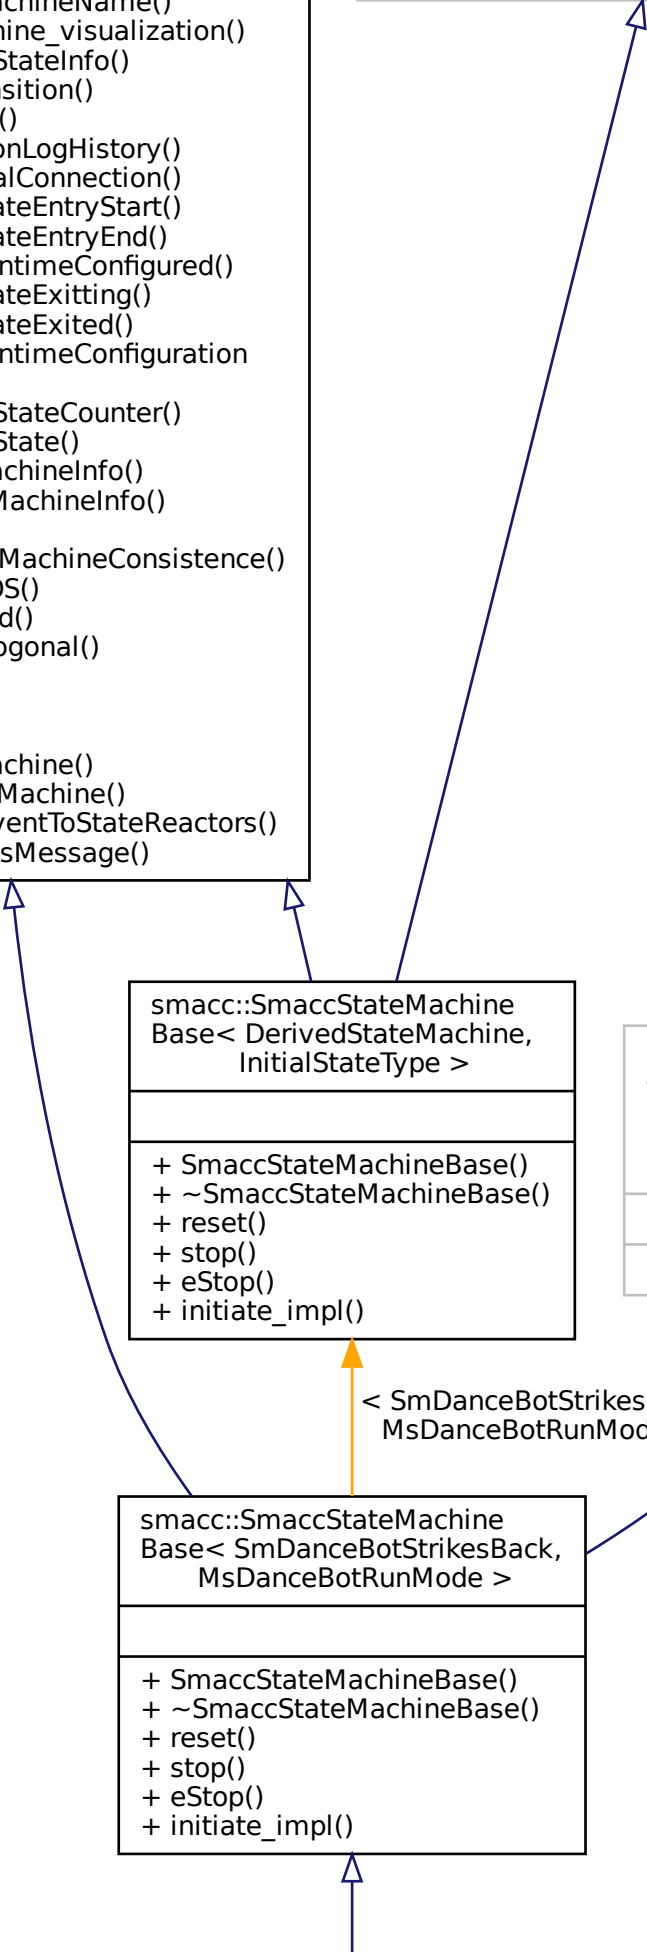 achineName()
hine_visualization()
StateInfo()
nsition()
()
onLogHistory()
alConnection()
ateEntryStart()
ateEntryEnd()
ntimeConfigured()
ateExitting()
ateExited()
ntimeConfiguration
StateCounter()
State()
achineInfo()
MachineInfo()
MachineConsistence()
OS()
d()
ogonal()
achine()
Machine()
ventToStateReactors()
sMessage()
smacc::SmaccStateMachine
Base< DerivedStateMachine,
InitialStateType >
+ SmaccStateMachineBase()
+ ~SmaccStateMachineBase()
+ reset()
+ stop()
+ eStop()
+ initiate_impl()
< SmDanceBotStrikes
MsDanceBotRunMod
smacc::SmaccStateMachine
Base< SmDanceBotStrikesBack,
MsDanceBotRunMode >
+ SmaccStateMachineBase()
+ ~SmaccStateMachineBase()
+ reset()
+ stop()
+ eStop()
+ initiate_impl()